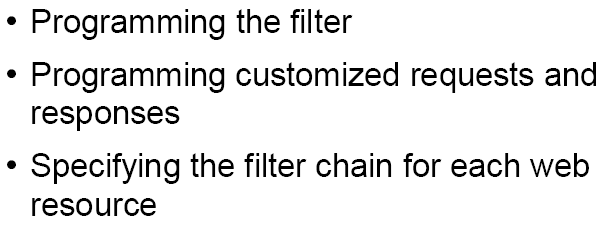 • Programming the filter
• Programming customized requests and
responses
• Specifying the filter chain for each web
resource